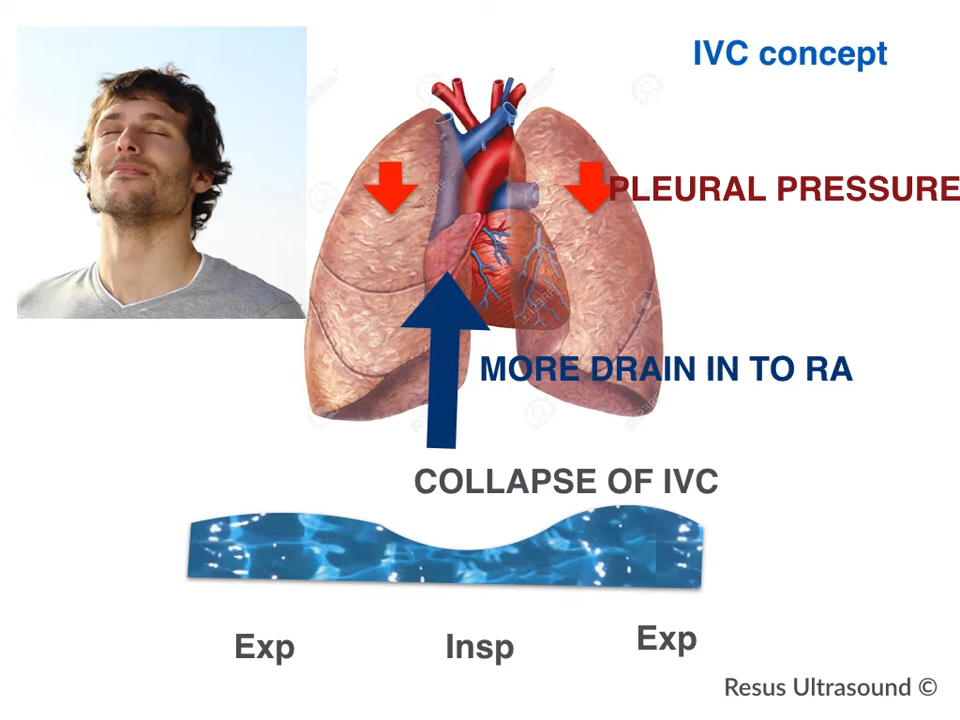 IVC concept
PLEURAL PRESSURE
MORE DRAIN IN TO RA
COLLAPSE OF IVC
Exp
Insp
Exp
Resus Ultrasound ©